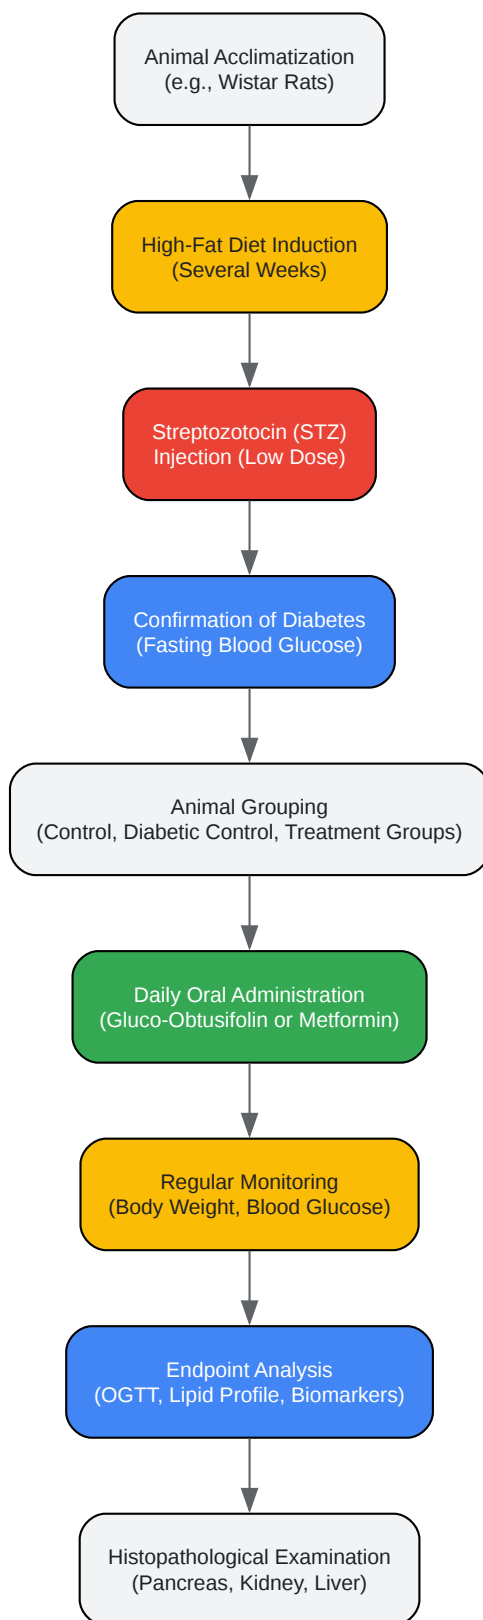 Animal Acclimatization
(e.g., Wistar Rats)
High-Fat Diet Induction
(Several Weeks)
Streptozotocin (STZ)
Injection (Low Dose)
Confirmation of Diabetes
(Fasting Blood Glucose)
Animal Grouping
(Control, Diabetic Control, Treatment Groups)
Daily Oral Administration
(Gluco-Obtusifolin or Metformin)
Regular Monitoring
(Body Weight, Blood Glucose)
Endpoint Analysis
(OGTT, Lipid Profile, Biomarkers)
Histopathological Examination
(Pancreas, Kidney, Liver)